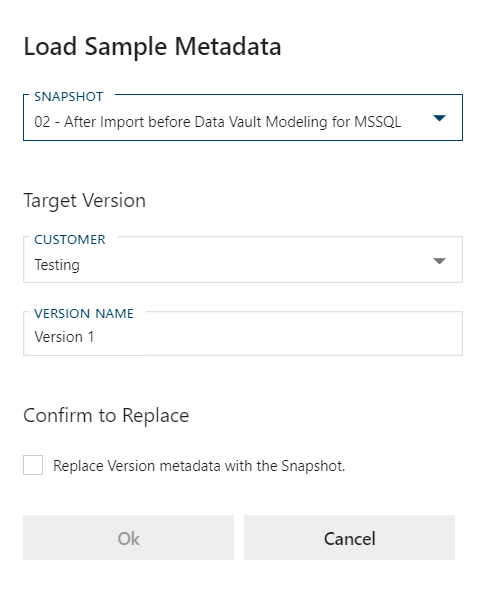 Load Sample Metadata
SNAPSHOT
02 - After Import before Data Vault Modeling for MSSQL
Target Version
CUSTOMER
Testing
VERSION NAME
Version 1
Confirm to Replace
Replace Version metadata with the Snapshot.
Ok
Cancel